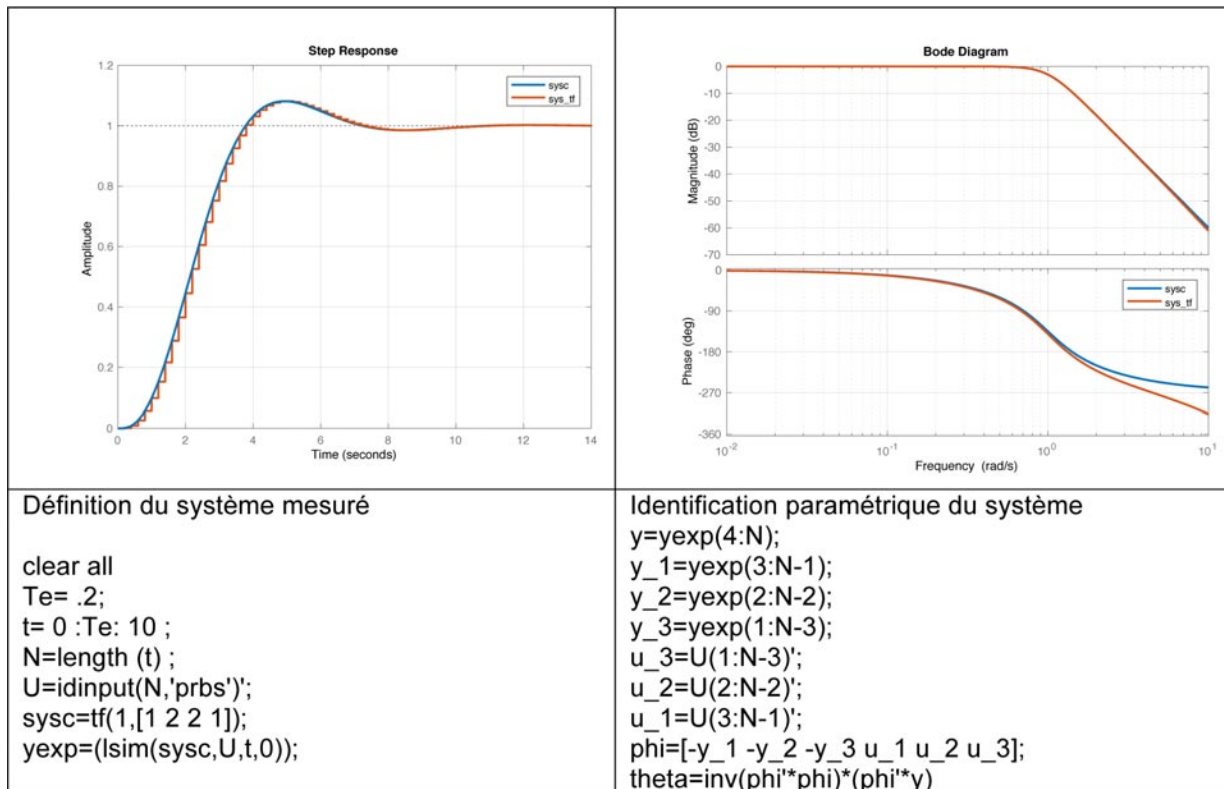 Step Response
1.2
1
0.8
0.6
0.4
0.2
0
Amplitude
sysc
sys_tf
0 2 4 6 8 10 12 14
Time (seconds)
Bode Diagram
0
-10
-20
-30
-40
-50
-60
-70
Magnitude (dB)
0
-90
-180
-270
-360
Phase (deg)
sysc
sys_tf
10-2 10-1 100 101
Frequency (rad/s)
Définition du système mesuré
clear all
Te= .2;
t= 0 :Te: 10 ;
N=length (t) ;
U=idinput(N,'prbs')';
sysc=tf(1,[1 2 2 1]);
yexp=(lsim(sysc,U,t,0));
Identification paramétrique du système
y=yexp(4:N);
y_1=yexp(3:N-1);
y_2=yexp(2:N-2);
y_3=yexp(1:N-3);
u_3=U(1:N-3)';
u_2=U(2:N-2)';
u_1=U(3:N-1)';
phi=[-y_1 -y_2 -y_3 u_1 u_2 u_3];
theta=inv(phi'*phi)*(phi'*y)